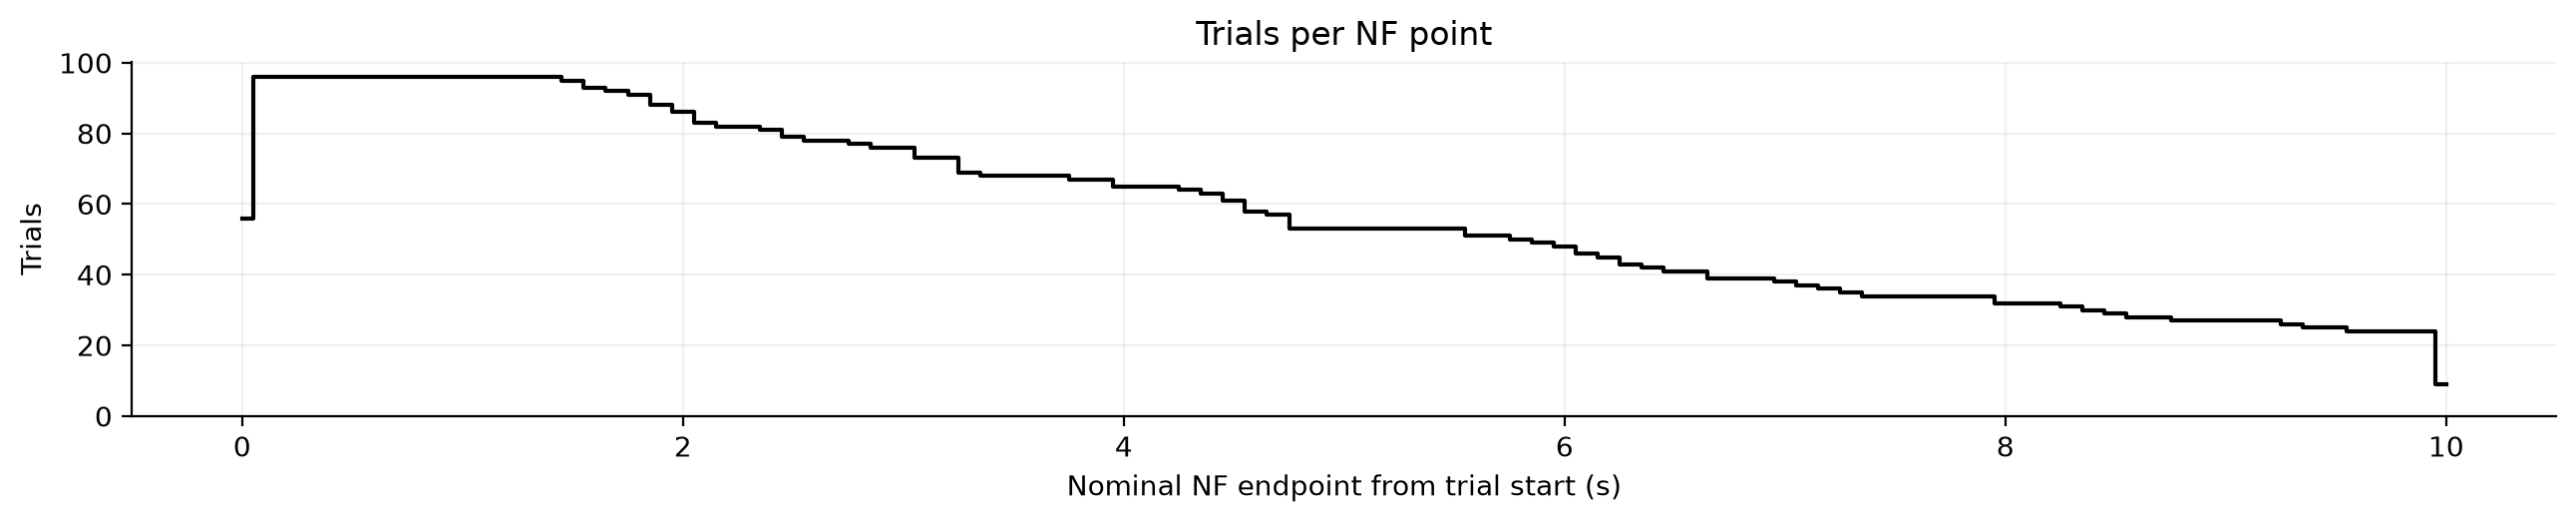 Trials per NF point
100
80
60
40
20
0
Trials
0 2 4 6 8 10
Nominal NF endpoint from trial start (s)